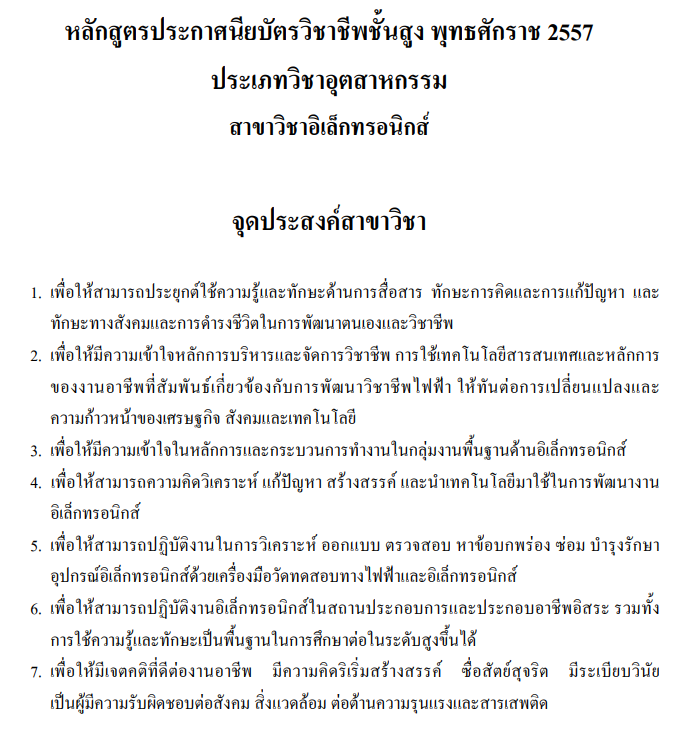 หลักสูตรประกาศนียบัตรวิชาชีพชั้นสูง พุทธศักราช 2557
ประเภทวิชาอุตสาหกรรม
สาขาวิชาอิเล็กทรอนิกส์
จุดประสงค์สาขาวิชา
1. เพื่อให้สามารถประยุกต์ใช้ความรู้และทักษะด้านการสื่อสาร ทักษะการคิดและการแก้ปัญหา และ
ทักษะทางสังคมและการดำรงชีวิตในการพัฒนาตนเองและวิชาชีพ
2. เพื่อให้มีความเข้าใจหลักการบริหารและจัดการวิชาชีพ การใช้เทคโนโลยีสารสนเทศและหลักการ
ของงานอาชีพที่สัมพันธ์เกี่ยวข้องกับการพัฒนาวิชาชีพไฟฟ้า ให้ทันต่อการเปลี่ยนแปลงและ
ความก้าวหน้าของเศรษฐกิจ สังคมและเทคโนโลยี
3. เพื่อให้มีความเข้าใจในหลักการและกระบวนการทำงานในกลุ่มงานพื้นฐานด้านอิเล็กทรอนิกส์
4. เพื่อให้สามารถความคิดวิเคราะห์ แก้ปัญหา สร้างสรรค์ และนำเทคโนโลยีมาใช้ในการพัฒนางาน
อิเล็กทรอนิกส์
5. เพื่อให้สามารถปฏิบัติงานในการวิเคราะห์ ออกแบบ ตรวจสอบ หาข้อบกพร่อง ซ่อม บำรุงรักษา
อุปกรณ์อิเล็กทรอนิกส์ด้วยเครื่องมือวัดทดสอบทางไฟฟ้าและอิเล็กทรอนิกส์
6. เพื่อให้สามารถปฏิบัติงานอิเล็กทรอนิกส์ในสถานประกอบการและประกอบอาชีพอิสระ รวมทั้ง
การใช้ความรู้และทักษะเป็นพื้นฐานในการศึกษาต่อในระดับสูงขึ้นได้
7. เพื่อให้มีเจตคติที่ดีต่องานอาชีพ มีความคิดริเริ่มสร้างสรรค์ ซื่อสัตย์สุจริต มีระเบียบวินัย
เป็นผู้มีความรับผิดชอบต่อสังคม สิ่งแวดล้อม ต่อต้านความรุนแรงและสารเสพติด